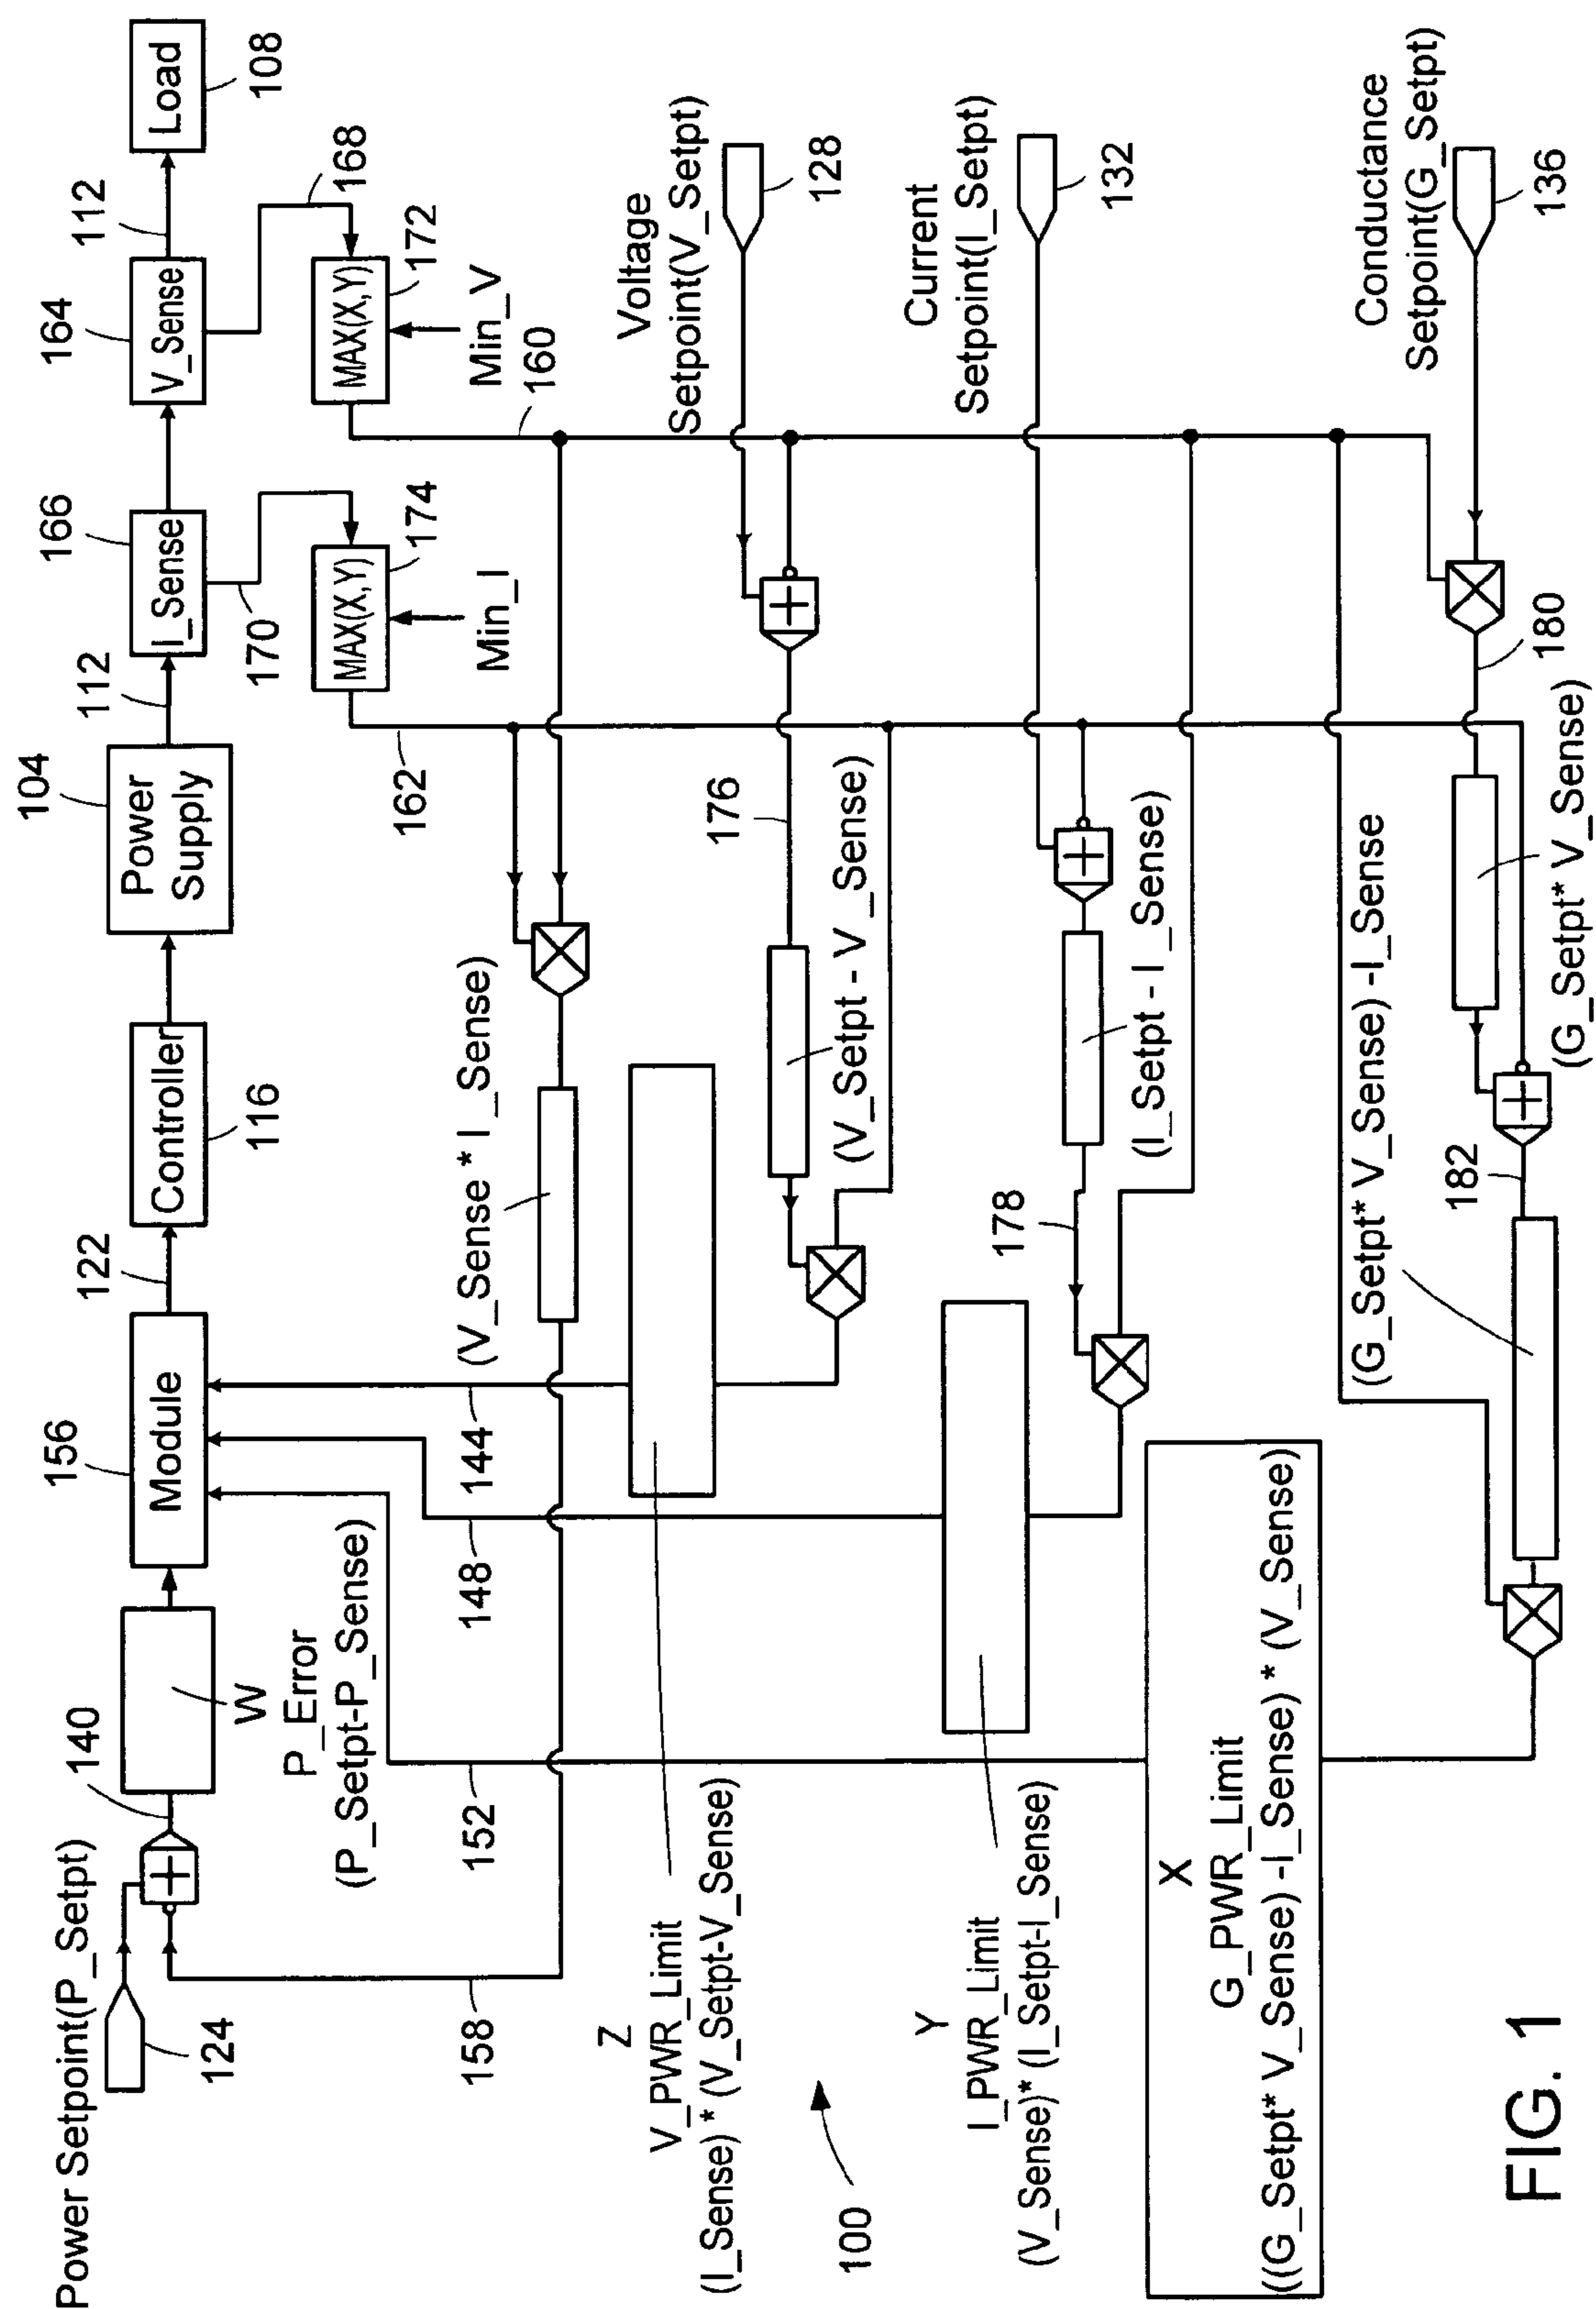 Power Setpoint(P_Setpt)
124
140
W
P_Error
(P_Setpt-P_Sense)
156
Module
122
Controller
116
104
Power
Supply
112
166
I_Sense
170
164
V_Sense
112
168
Load
108
MAX(X,Y)
174
Min_I
162
MAX(X,Y)
172
Min_V
160
158
152
148
144
(V_Sense * I_Sense)
Voltage
Setpoint(V_Setpt)
128
176
(V_Setpt - V_Sense)
Z
V_PWR_Limit
(I_Sense) * (V_Setpt-V_Sense)
Current
Setpoint(I_Setpt)
132
178
(I_Setpt - I_Sense)
Y
I_PWR_Limit
(V_Sense)* (I_Setpt-I_Sense)
100
Conductance
Setpoint(G_Setpt)
136
180
(G_Setpt* V_Sense)
182
(G_Setpt* V_Sense) -I_Sense
X
G_PWR_Limit
((G_Setpt* V_Sense) -I_Sense) * (V_Sense)
FIG. 1